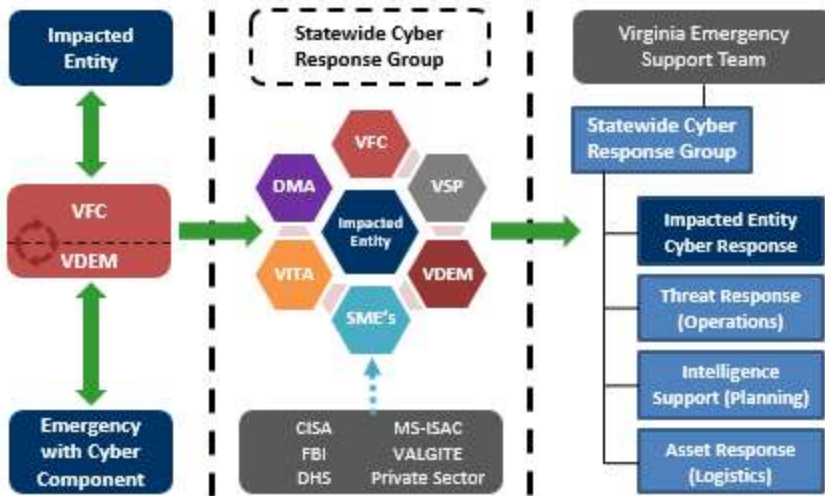 Impacted
Entity
VFC
VDEM
Emergency
with Cyber
Component
Statewide Cyber
Response Group
VFC
DMA
VSP
Impacted
Entity
VITA
VDEM
SME's
CISA MS-ISAC
FBI VALGITE
DHS Private Sector
Virginia Emergency
Support Team
Statewide Cyber
Response Group
Impacted Entity
Cyber Response
Threat Response
(Operations)
Intelligence
Support (Planning)
Asset Response
(Logistics)